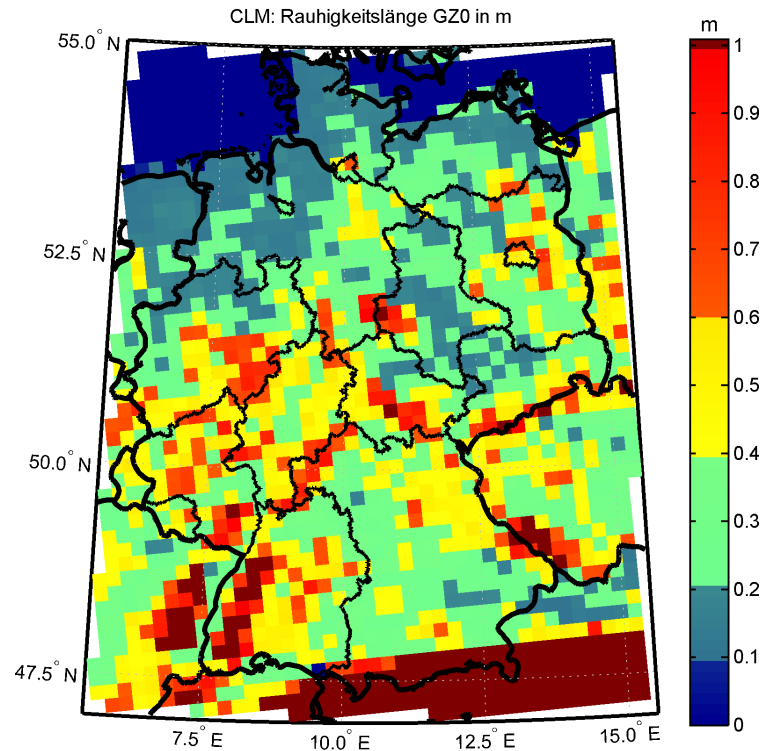 CLM: Rauhigkeitslänge GZ0 in m
m
55.0° N
52.5° N
50.0° N
47.5° N
7.5° E
10.0° E
12.5° E
15.0° E
1
0.9
0.8
0.7
0.6
0.5
0.4
0.3
0.2
0.1
0